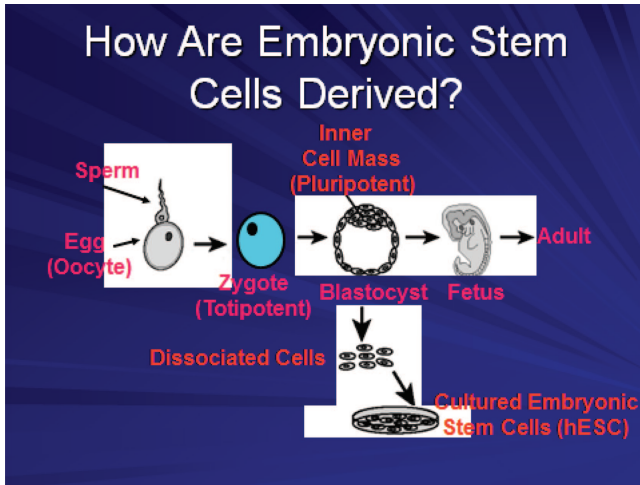 How Are Embryonic Stem
Cells Derived?
Inner
Cell Mass
(Pluripotent)
Sperm
Egg
(Oocyte)
Adult
Zygote
(Totipotent)
Blastocyst
Fetus
Dissociated Cells
Cultured Embryonic
Stem Cells (hESC)